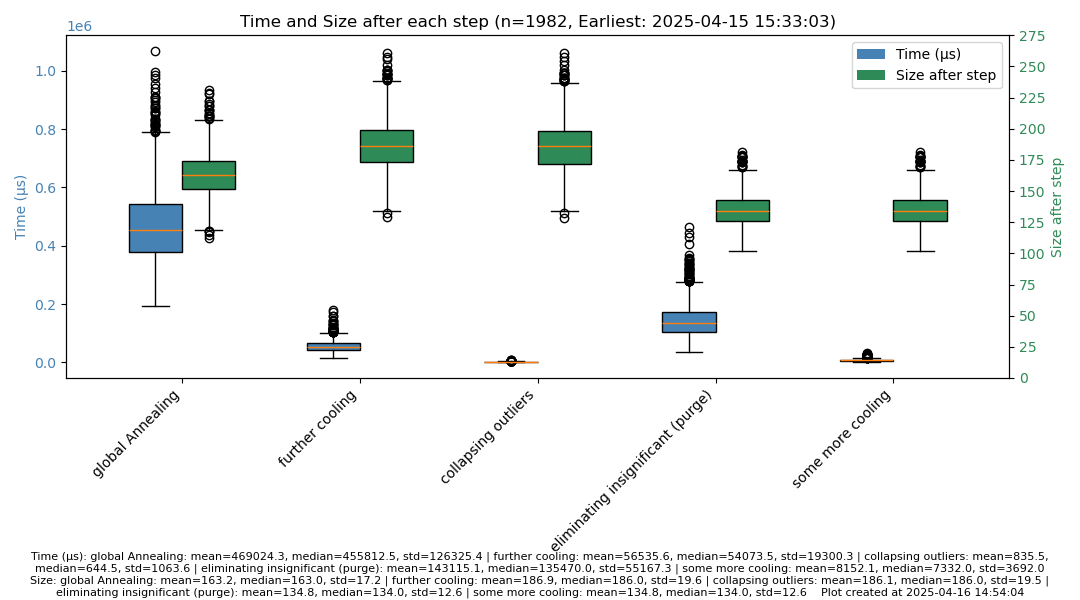 Time and Size after each step (n=1982, Earliest: 2025-04-15 15:33:03)
1e6
Time (µs)
Size after step
1.0
0.8
0.6
0.4
0.2
0.0
Time (µs)
275
250
225
200
175
150
125
100
75
50
25
0
Size after step
global Annealing
further cooling
collapsing outliers
eliminating insignificant (purge)
some more cooling
Time (µs): global Annealing: mean=469024.3, median=455812.5, std=126325.4 | further cooling: mean=56535.6, median=54073.5, std=19300.3 | collapsing outliers: mean=835.5,
median=644.5, std=1063.6 | eliminating insignificant (purge): mean=143115.1, median=135470.0, std=55167.3 | some more cooling: mean=8152.1, median=7332.0, std=3692.0
Size: global Annealing: mean=163.2, median=163.0, std=17.2 | further cooling: mean=186.9, median=186.0, std=19.6 | collapsing outliers: mean=186.1, median=186.0, std=19.5 |
eliminating insignificant (purge): mean=134.8, median=134.0, std=12.6 | some more cooling: mean=134.8, median=134.0, std=12.6    Plot created at 2025-04-16 14:54:04